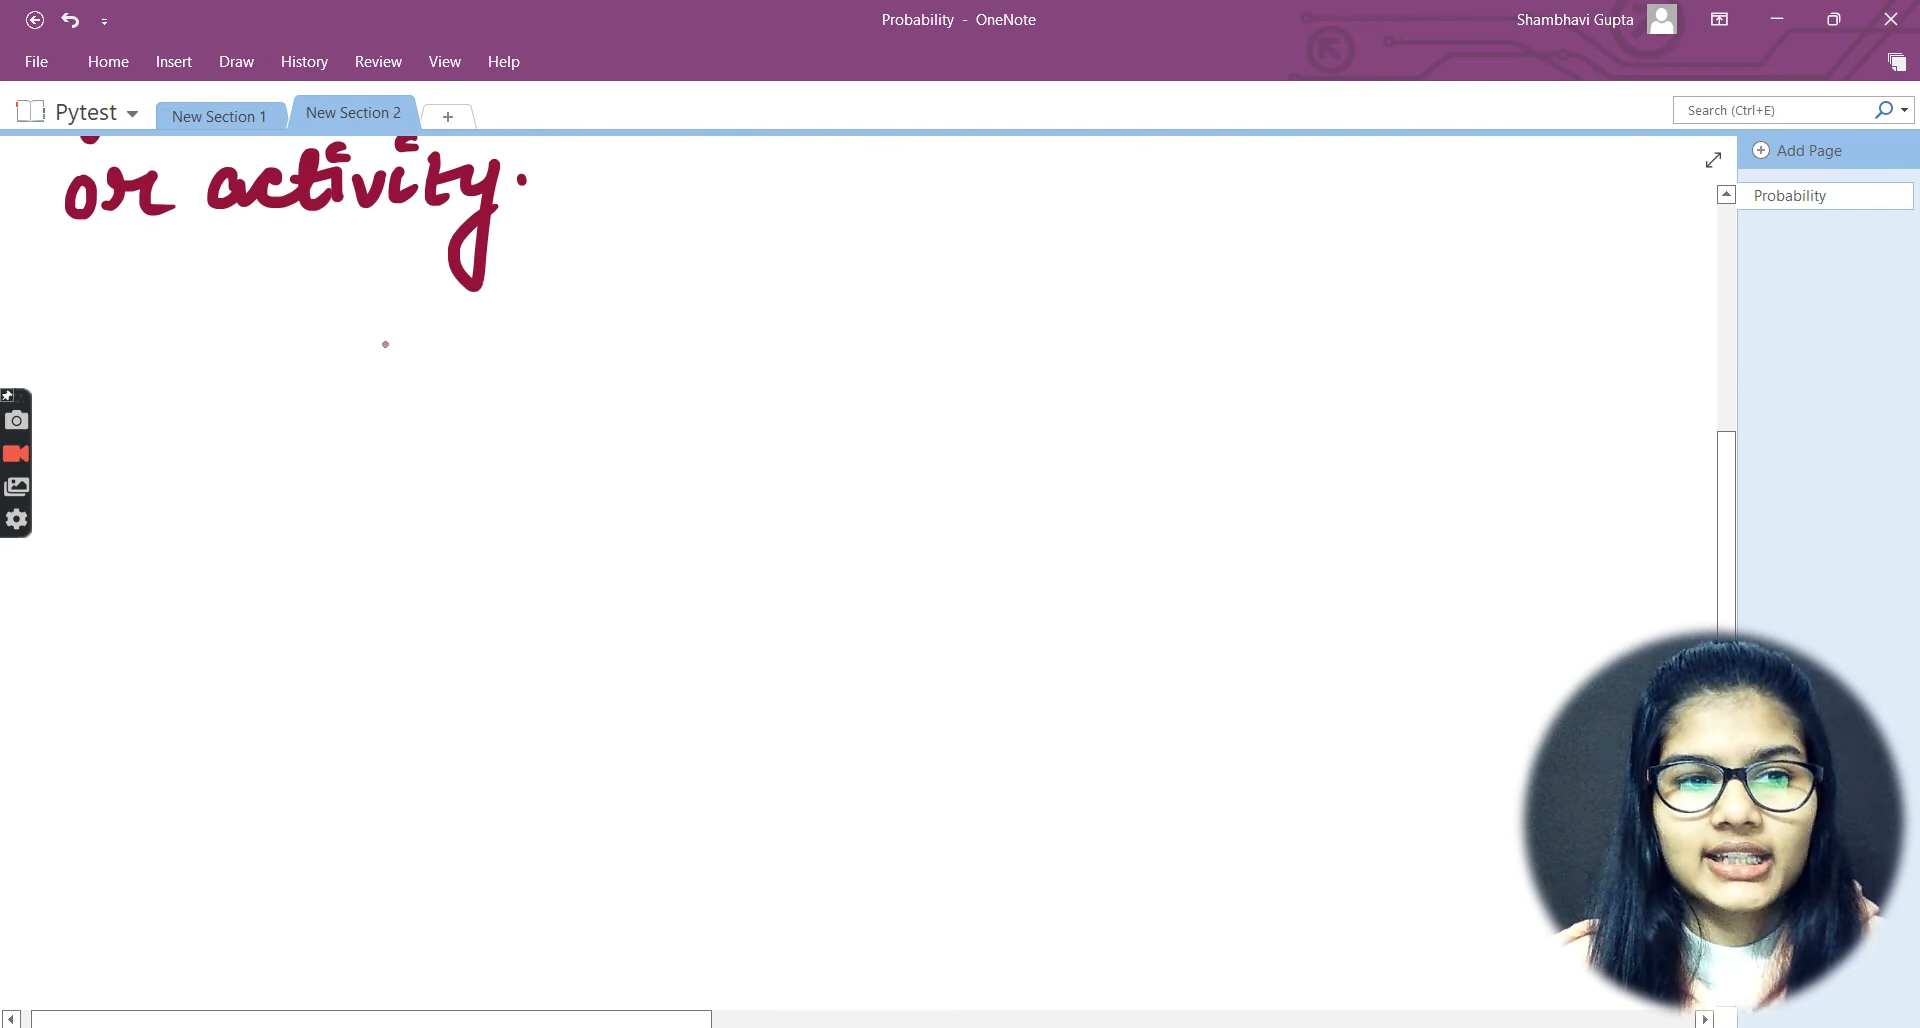 Probability - OneNote
Shambhavi Gupta
File Home Insert Draw History Review View Help
Pytest New Section 1 New Section 2 +
Search (Ctrl+E)
Add Page
Probability
or activity.